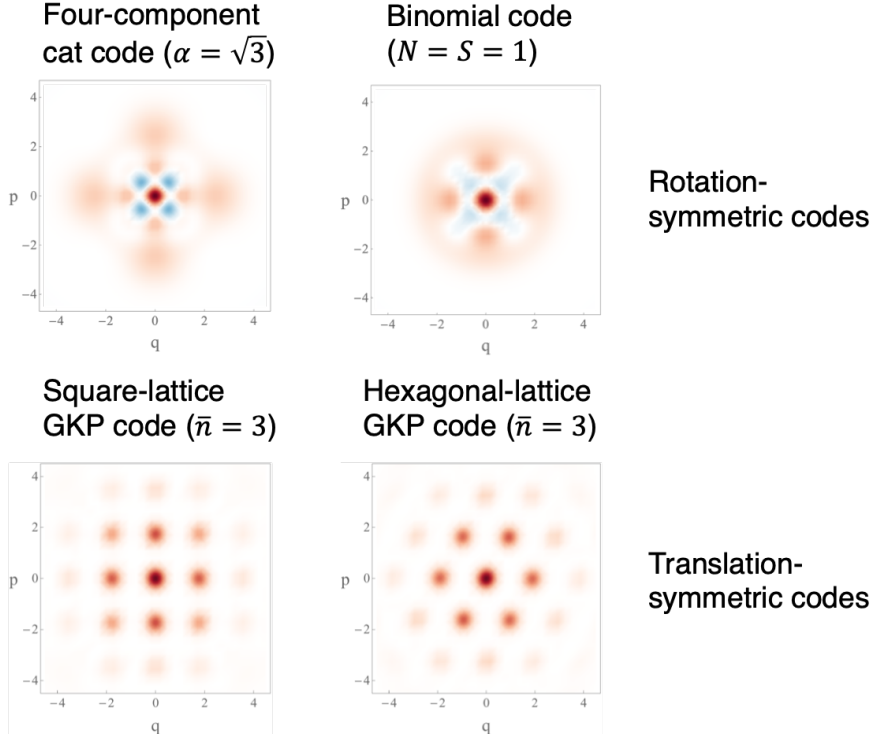 Four-component
cat code (α = √3)
Binomial code
(N = S = 1)
4
2
p 0
−2
−4
−4 −2 0 2 4
q
4
2
p 0
−2
−4
−4 −2 0 2 4
q
Rotation-
symmetric codes
Square-lattice
GKP code (n̄ = 3)
Hexagonal-lattice
GKP code (n̄ = 3)
4
2
p 0
−2
−4
−4 −2 0 2 4
q
4
2
p 0
−2
−4
−4 −2 0 2 4
q
Translation-
symmetric codes